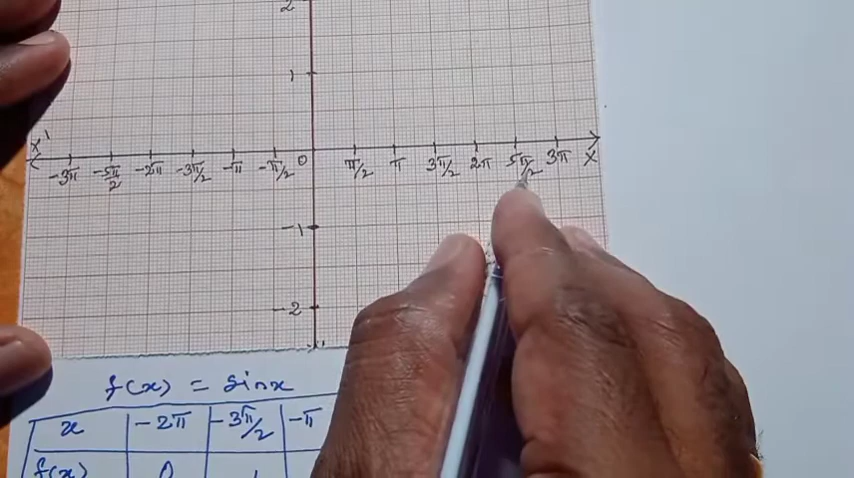 2
1
X'
-3π -5π/2 -2π -3π/2 -π -π/2 0 π/2 π 3π/2 2π 5π/2 3π X
-1
-2
f(x) = sinx
x -2π -3π/2 -π
f(x) 0 1